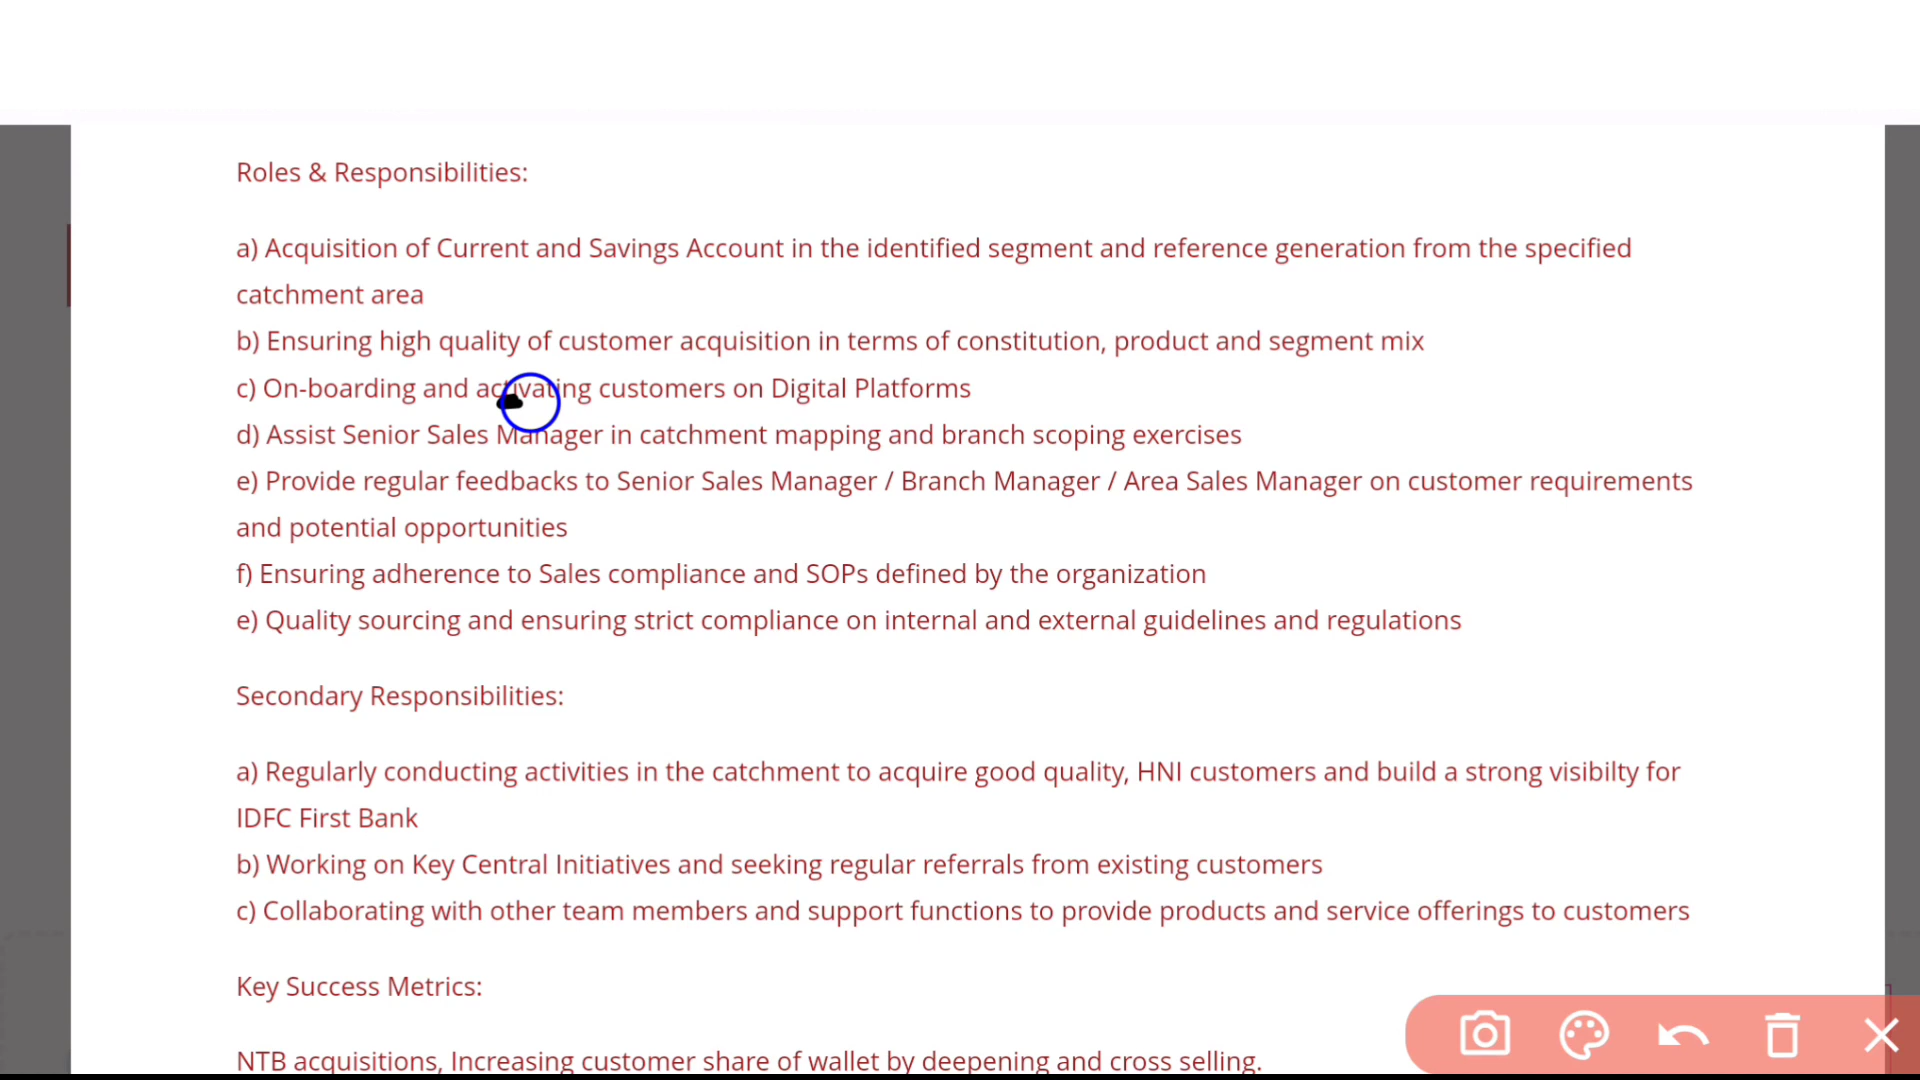 Roles & Responsibilities:
a) Acquisition of Current and Savings Account in the identified segment and reference generation from the specified
catchment area
b) Ensuring high quality of customer acquisition in terms of constitution, product and segment mix
c) On-boarding and activating customers on Digital Platforms
d) Assist Senior Sales Manager in catchment mapping and branch scoping exercises
e) Provide regular feedbacks to Senior Sales Manager / Branch Manager / Area Sales Manager on customer requirements
and potential opportunities
f) Ensuring adherence to Sales compliance and SOPs defined by the organization
e) Quality sourcing and ensuring strict compliance on internal and external guidelines and regulations
Secondary Responsibilities:
a) Regularly conducting activities in the catchment to acquire good quality, HNI customers and build a strong visibilty for
IDFC First Bank
b) Working on Key Central Initiatives and seeking regular referrals from existing customers
c) Collaborating with other team members and support functions to provide products and service offerings to customers
Key Success Metrics:
NTB acquisitions, Increasing customer share of wallet by deepening and cross selling.